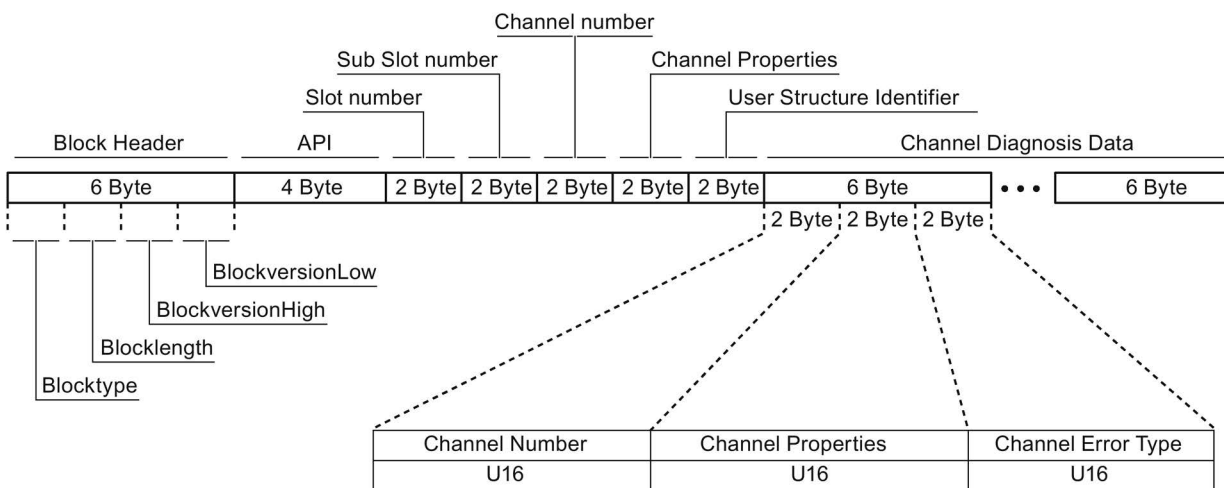 Channel number
Sub Slot number
Channel Properties
Slot number
User Structure Identifier
Block Header
API
Channel Diagnosis Data
6 Byte
4 Byte
2 Byte
2 Byte
2 Byte
2 Byte
2 Byte
6 Byte
6 Byte
2 Byte
2 Byte
2 Byte
BlockversionLow
BlockversionHigh
Blocklength
Blocktype
Channel Number
Channel Properties
Channel Error Type
U16
U16
U16